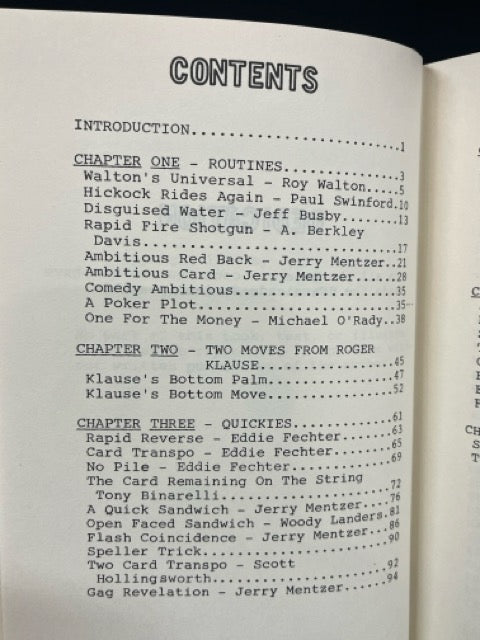 CONTENTS
INTRODUCTION..........................1
CHAPTER ONE - ROUTINES..............3
Walton's Universal - Roy Walton.....5
Hickock Rides Again - Paul Swinford.10
Disguised Water - Jeff Busby........13
Rapid Fire Shotgun - A. Berkley
Davis..............................17
Ambitious Red Back - Jerry Mentzer..21
Ambitious Card - Jerry Mentzer......28
Comedy Ambitious....................35
A Poker Plot........................35
One For The Money - Michael O'Rady..38
CHAPTER TWO - TWO MOVES FROM ROGER
KLAUSE.................45
Klause's Bottom Palm................47
Klause's Bottom Move................52
CHAPTER THREE - QUICKIES............61
Rapid Reverse - Eddie Fechter.......63
Card Transpo - Eddie Fechter........65
No Pile - Eddie Fechter.............69
The Card Remaining On The String
Tony Binarelli.....................72
A Quick Sandwich - Jerry Mentzer....76
Open Faced Sandwich - Woody Landers.81
Flash Coincidence - Jerry Mentzer...86
Speller Trick.......................90
Two Card Transpo - Scott
Hollingsworth......................92
Gag Revelation - Jerry Mentzer......94